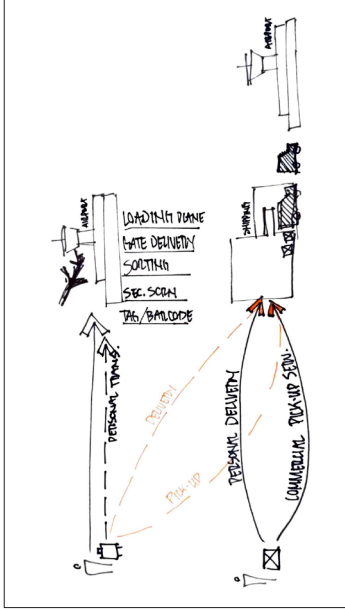 AIRPORT
LOADING PLANE
GATE DELIVERY
SORTING
SEC. SCRN
TAG/BARCODE
PERSONAL TRANS.
AIRPORT
SHIPPING
DELIVERY
PICK-UP
PERSONAL DELIVERY
COMMERCIAL PICK-UP SERV.